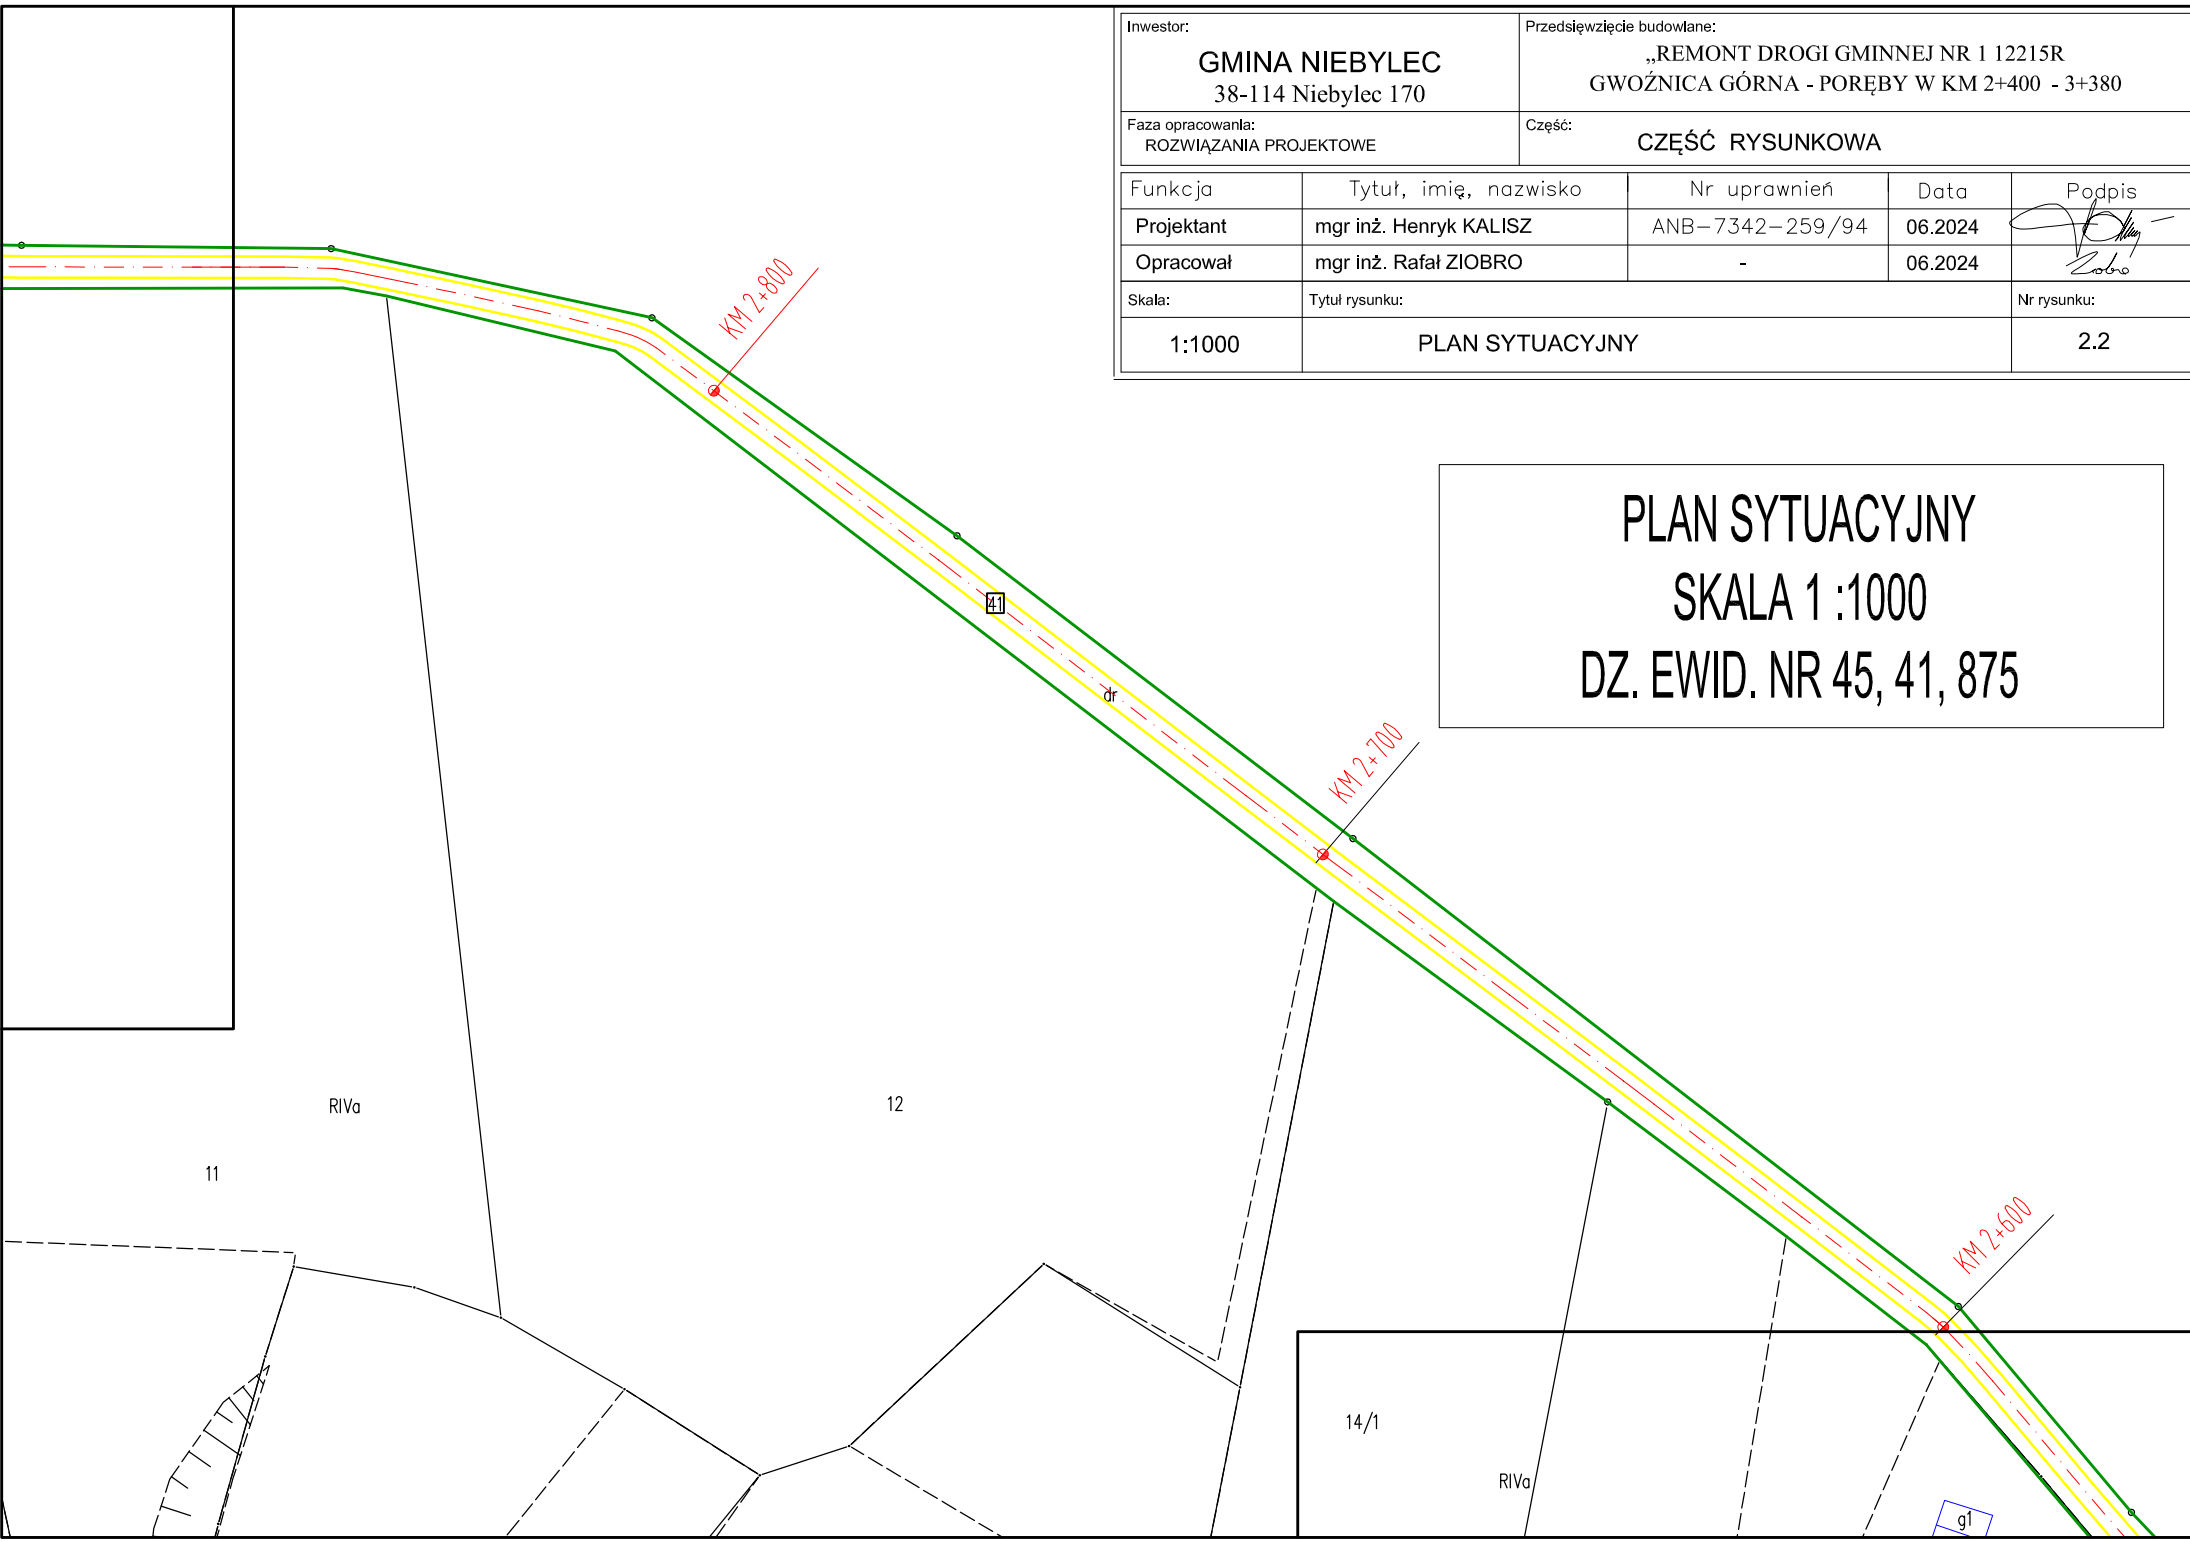 Inwestor:
GMINA NIEBYLEC
38-114 Niebylec 170
Przedsięwzięcie budowlane:
„REMONT DROGI GMINNEJ NR 1 12215R
GWOŹNICA GÓRNA - PORĘBY W KM 2+400 - 3+380
Faza opracowania:
ROZWIĄZANIA PROJEKTOWE
Część:
CZĘŚĆ RYSUNKOWA
Funkcja Tytuł, imię, nazwisko Nr uprawnień Data Podpis
Projektant mgr inż. Henryk KALISZ ANB-7342-259/94 06.2024
Opracował mgr inż. Rafał ZIOBRO - 06.2024 Ziobro
Skala: Tytuł rysunku: Nr rysunku:
1:1000 PLAN SYTUACYJNY 2.2
KM 2+800
PLAN SYTUACYJNY
SKALA 1 :1000
DZ. EWID. NR 45, 41, 875
41
dr
KM 2+700
RIVa
12
11
KM 2+600
14/1
RIVa
g1